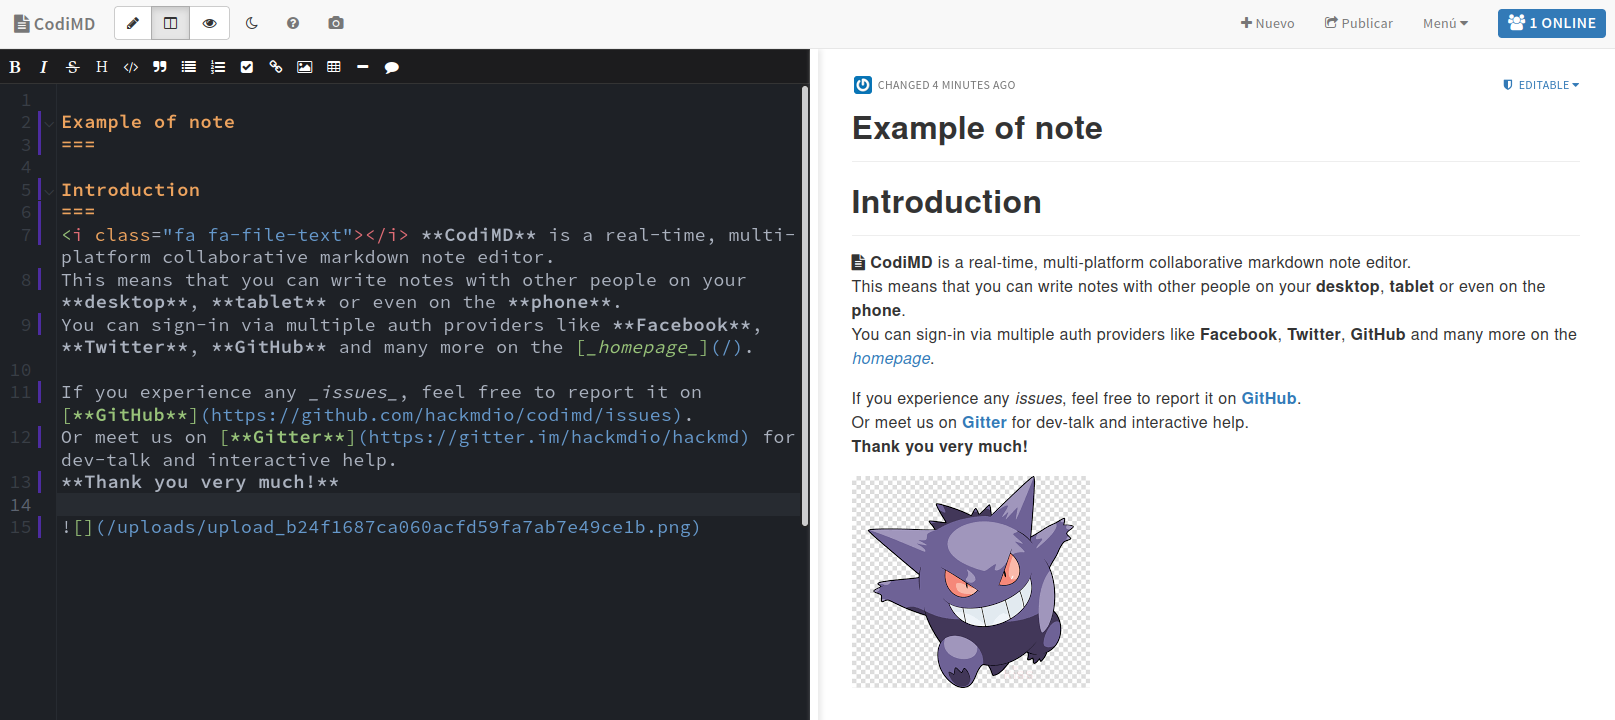 CodiMD
Nuevo
Publicar
Menú
1 ONLINE
B I S H </>
1
2 Example of note
3 ===
4
5 Introduction
6 ===
7 <i class="fa fa-file-text"></i> **CodiMD** is a real-time, multi-
platform collaborative markdown note editor.
8 This means that you can write notes with other people on your
**desktop**, **tablet** or even on the **phone**.
9 You can sign-in via multiple auth providers like **Facebook**,
**Twitter**, **GitHub** and many more on the [_homepage_](/).
10
11 If you experience any _issues_, feel free to report it on
[**GitHub**](https://github.com/hackmdio/codimd/issues).
12 Or meet us on [**Gitter**](https://gitter.im/hackmdio/hackmd) for
dev-talk and interactive help.
13 **Thank you very much!**
14
15 ![](/uploads/upload_b24f1687ca060acfd59fa7ab7e49ce1b.png)
CHANGED 4 MINUTES AGO
EDITABLE
Example of note
Introduction
CodiMD is a real-time, multi-platform collaborative markdown note editor.
This means that you can write notes with other people on your desktop, tablet or even on the
phone.
You can sign-in via multiple auth providers like Facebook, Twitter, GitHub and many more on the
homepage.
If you experience any issues, feel free to report it on GitHub.
Or meet us on Gitter for dev-talk and interactive help.
Thank you very much!